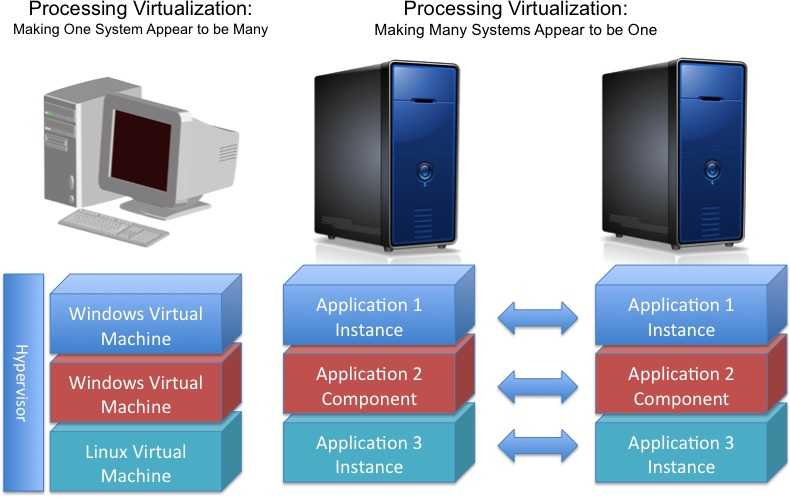 Processing Virtualization:
Making One System Appear to be Many
Processing Virtualization:
Making Many Systems Appear to be One
Hypervisor
Windows Virtual
Machine
Windows Virtual
Machine
Linux Virtual
Machine
Application 1
Instance
Application 2
Component
Application 3
Instance
Application 1
Instance
Application 2
Component
Application 3
Instance